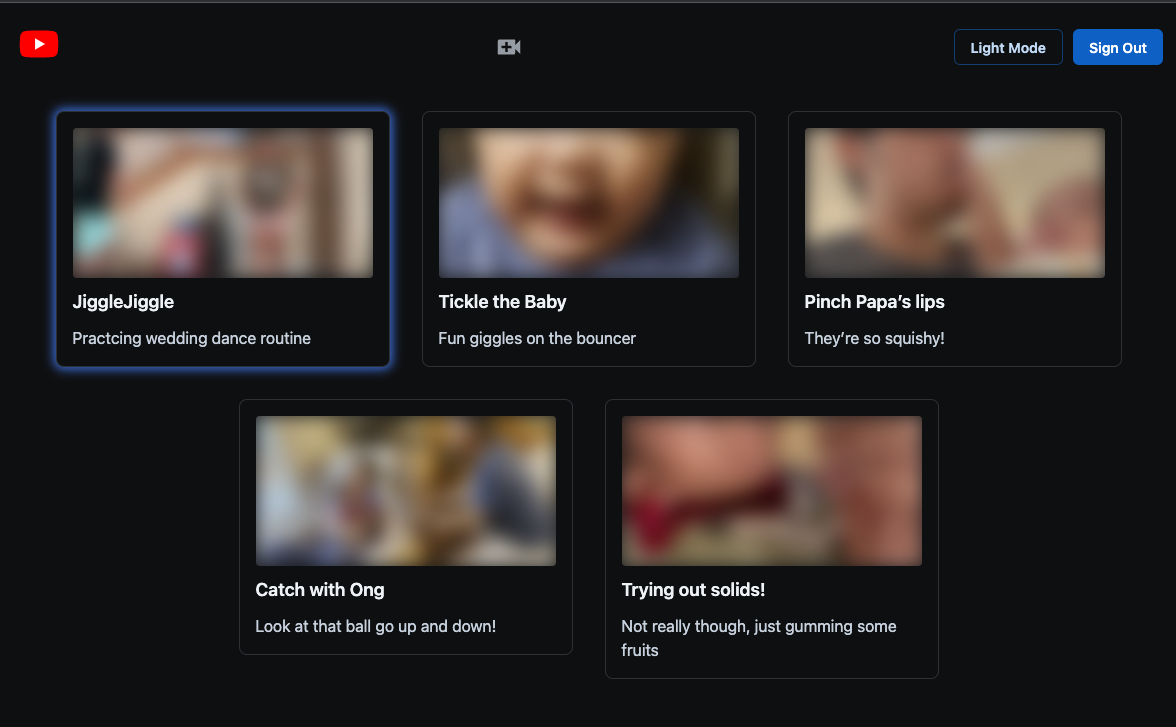 Light Mode
Sign Out
JiggleJiggle
Practcing wedding dance routine
Tickle the Baby
Fun giggles on the bouncer
Pinch Papa’s lips
They’re so squishy!
Catch with Ong
Look at that ball go up and down!
Trying out solids!
Not really though, just gumming some
fruits